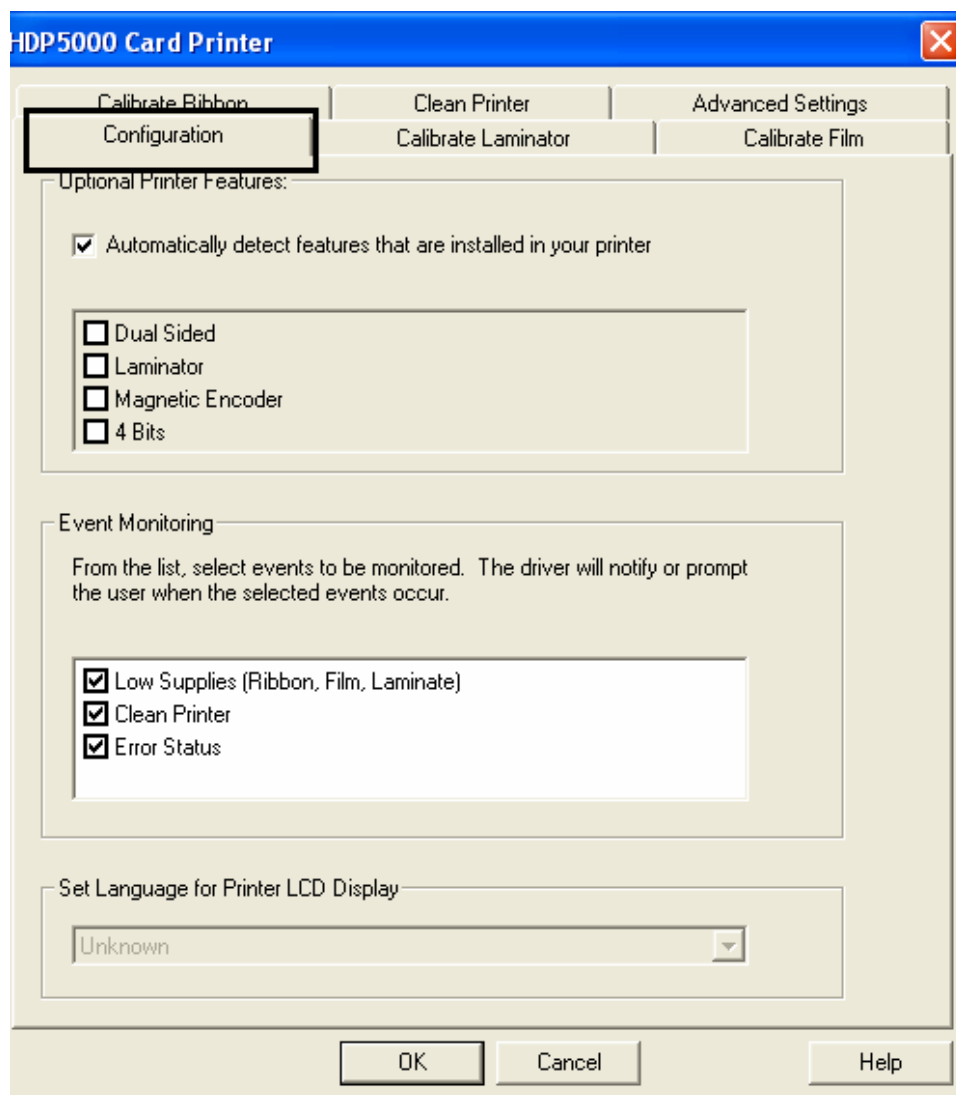 HDP5000 Card Printer
Calibrate Ribbon
Clean Printer
Advanced Settings
Configuration
Calibrate Laminator
Calibrate Film
Optional Printer Features:
Automatically detect features that are installed in your printer
Dual Sided
Laminator
Magnetic Encoder
4 Bits
Event Monitoring
From the list, select events to be monitored.  The driver will notify or prompt
the user when the selected events occur.
Low Supplies (Ribbon, Film, Laminate)
Clean Printer
Error Status
Set Language for Printer LCD Display
Unknown
OK
Cancel
Help